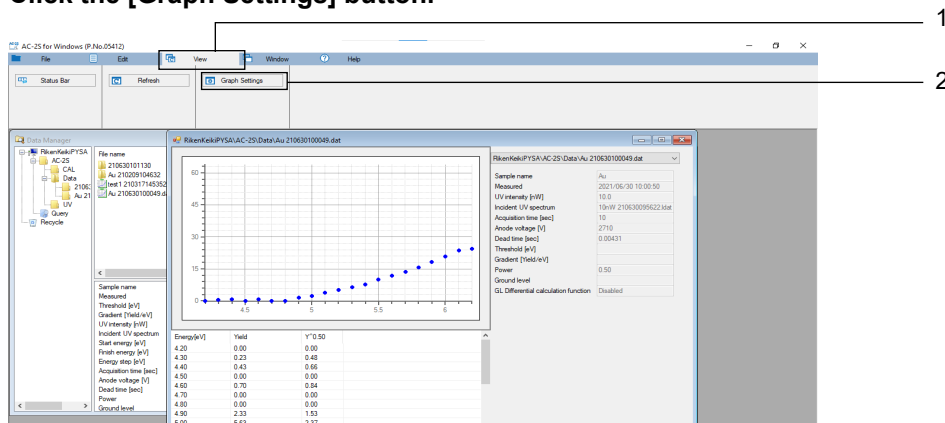 Click the [Graph Settings] button.
1
AC-2S for Windows (P.No.05412)
File Edit View Window Help
2
Status Bar Refresh Graph Settings
Data Manager
RikenKeikiPYSA\AC-2S\Data\Au 210630100049.dat
RikenKeikiPYSA
AC-2S
CAL
Data
2106:
Au 21
UV
Query
Recycle
File name
210630101130
Au 210209104632
test1 210317145352
Au 210630100049.d
60
45
30
15
0
4.5 5 5.5 6
RikenKeikiPYSA\AC-2S\Data\Au 210630100049.dat
Sample name Au
Measured 2021/06/30 10:00:50
UV intensity [nW] 10.0
Incident UV spectrum 10nW 210630095622.ldat
Acquisition time [sec] 10
Anode voltage [V] 2710
Dead time [sec] 0.00431
Threshold [eV]
Gradient [Yield/eV]
Power 0.50
Ground level
GL Differential calculation function Disabled
Sample name
Measured
Threshold [eV]
Gradient [Yield/eV]
UV intensity [nW]
Incident UV spectrum
Start energy [eV]
Finish energy [eV]
Energy step [eV]
Acquisition time [sec]
Anode voltage [V]
Dead time [sec]
Power
Ground level
Energy[eV] Yield Y^0.50
4.20 0.00 0.00
4.30 0.23 0.48
4.40 0.43 0.66
4.50 0.00 0.00
4.60 0.70 0.84
4.70 0.00 0.00
4.80 0.00 0.00
4.90 2.33 1.53
5.00 5.63 2.37